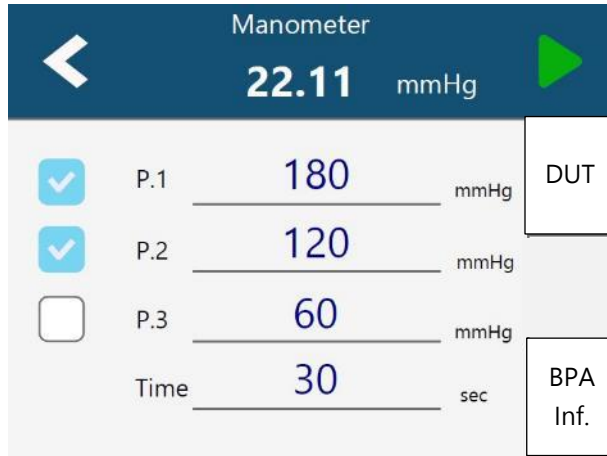 Manometer
22.11 mmHg
P.1 180 mmHg
DUT
P.2 120 mmHg
P.3 60 mmHg
Time 30 sec
BPA
Inf.